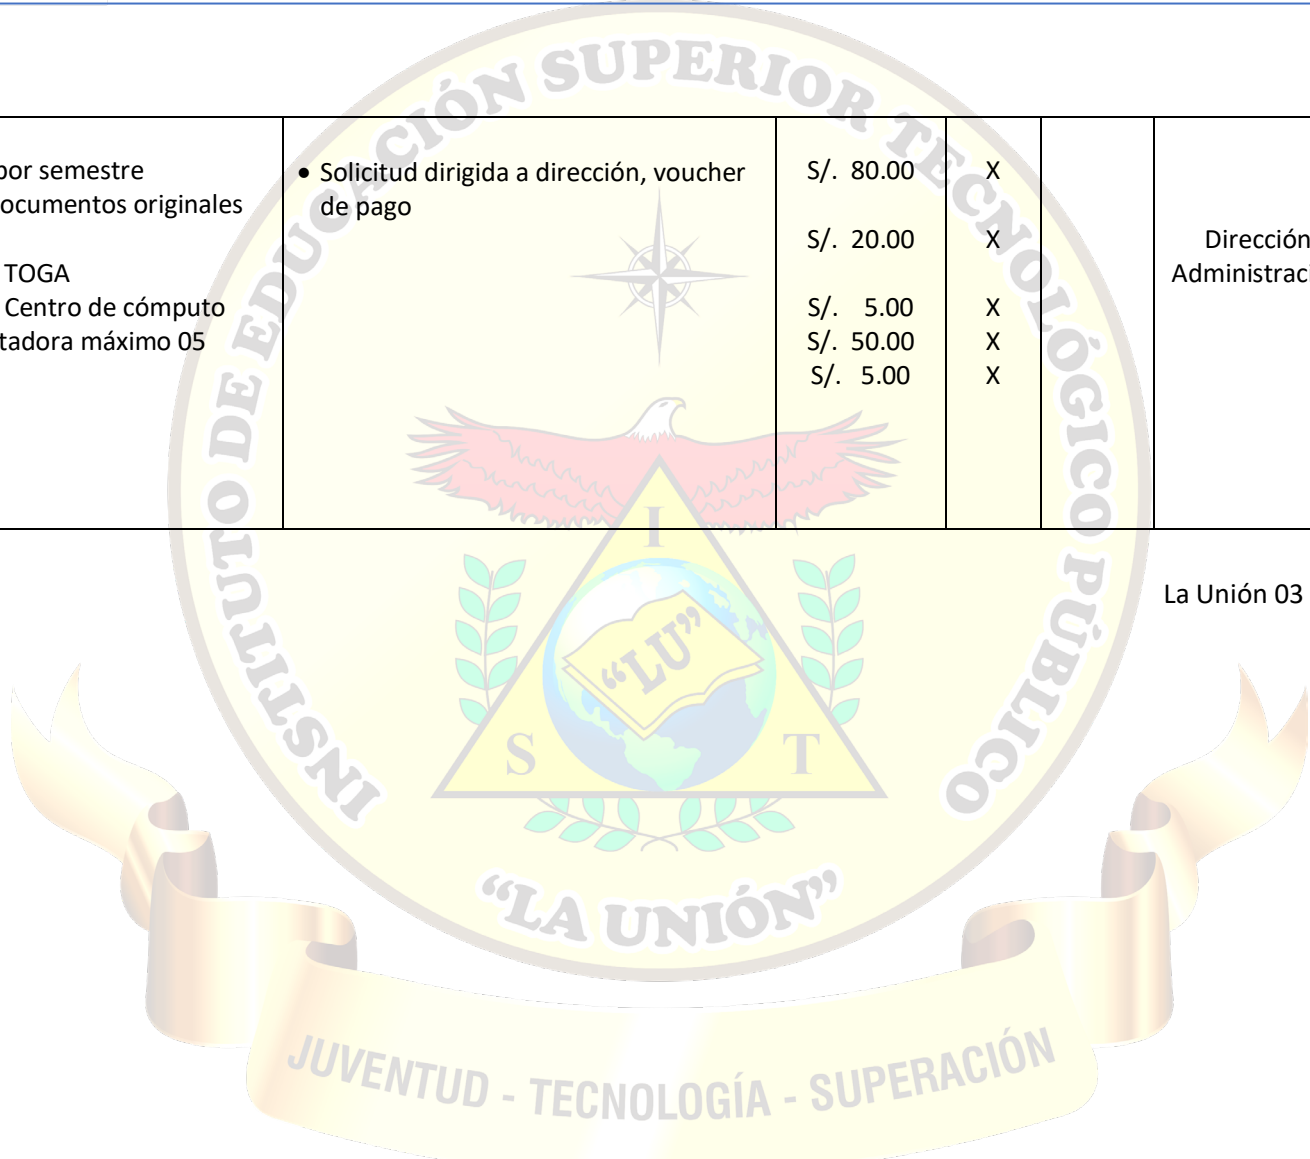 por semestre
ocumentos originales
TOGA
Centro de cómputo
tadora máximo 05
• Solicitud dirigida a dirección, voucher
de pago
S/. 80.00 X
S/. 20.00 X
S/. 5.00 X
S/. 50.00 X
S/. 5.00 X
Dirección
Administraci
La Unión 03
INSTITUTO DE EDUCACIÓN SUPERIOR TECNOLÓGICO PÚBLICO
I
"LU"
S T
"LA UNIÓN"
JUVENTUD - TECNOLOGÍA - SUPERACIÓN